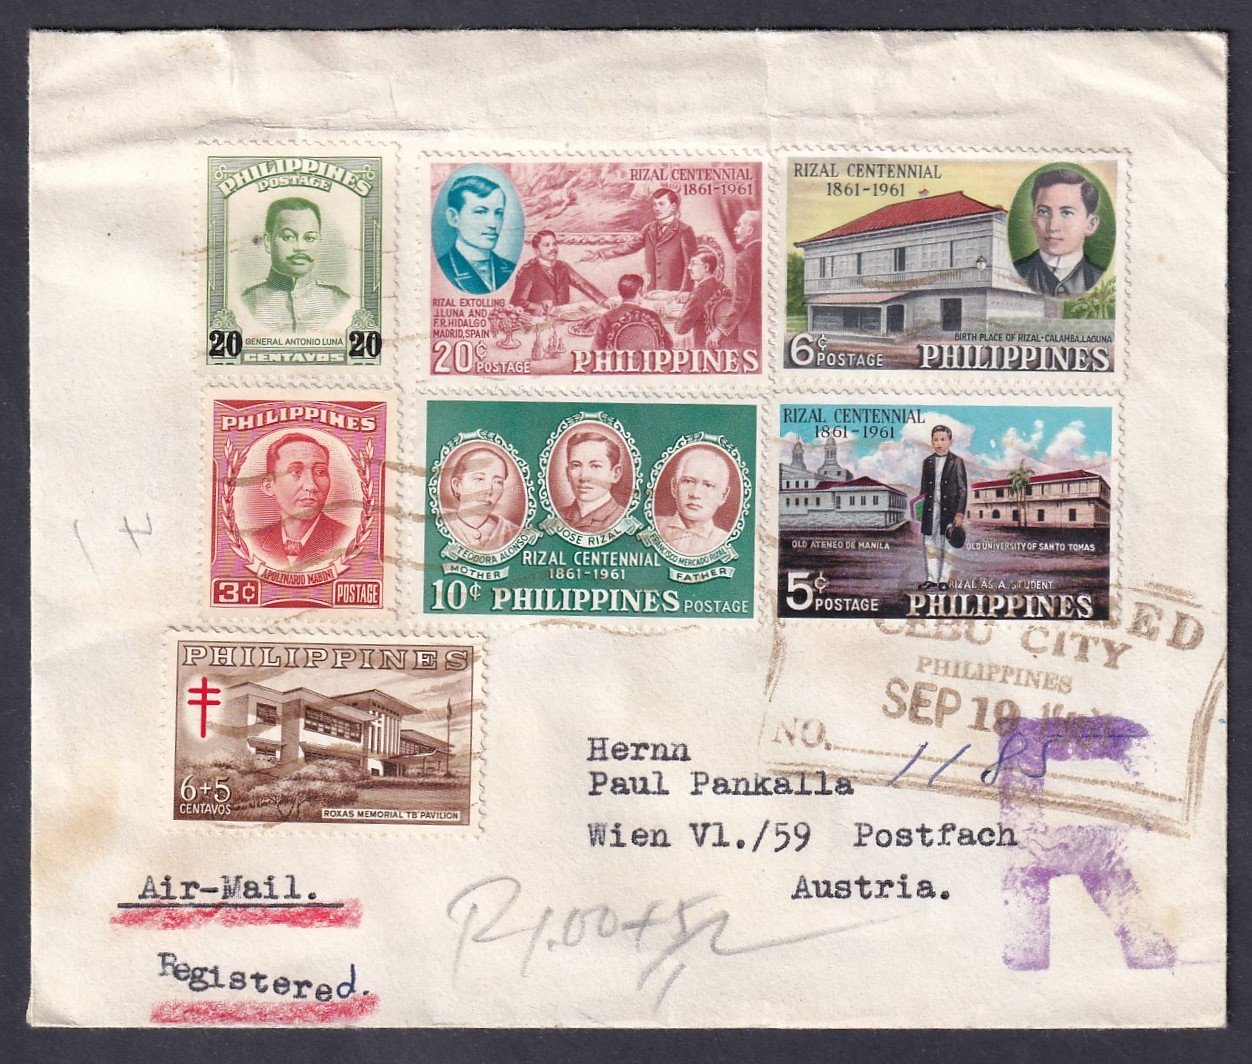 PHILIPPINES
POSTAGE
20 GENERAL ANTONIO LUNA 20
CENTAVOS
RIZAL CENTENNIAL
1861-1961
RIZAL EXTOLLING
J. LUNA AND
F.R. HIDALGO
MADRID, SPAIN
20¢ POSTAGE PHILIPPINES
RIZAL CENTENNIAL
1861-1961
BIRTH PLACE OF RIZAL-CALAMBA, LAGUNA
6¢ POSTAGE PHILIPPINES
PHILIPPINES
APOLINARIO MABINI
3¢ POSTAGE
TEODORA ALONSO JOSE RIZAL FRANCISCO MERCADO RIZAL
MOTHER RIZAL CENTENNIAL FATHER
1861-1961
10¢ PHILIPPINES POSTAGE
RIZAL CENTENNIAL
1861-1961
OLD ATENEO DE MANILA OLD UNIVERSITY OF SANTO TOMAS
RIZAL AS A STUDENT
5¢ POSTAGE PHILIPPINES
PHILIPPINES
6+5
CENTAVOS
ROXAS MEMORIAL TB PAVILION
CEBU CITY
PHILIPPINES
SEP 19
NO. 1185
R
Hernn
Paul Pankalla
Wien Vl./59 Postfach
Austria.
Air-Mail.
Registered.